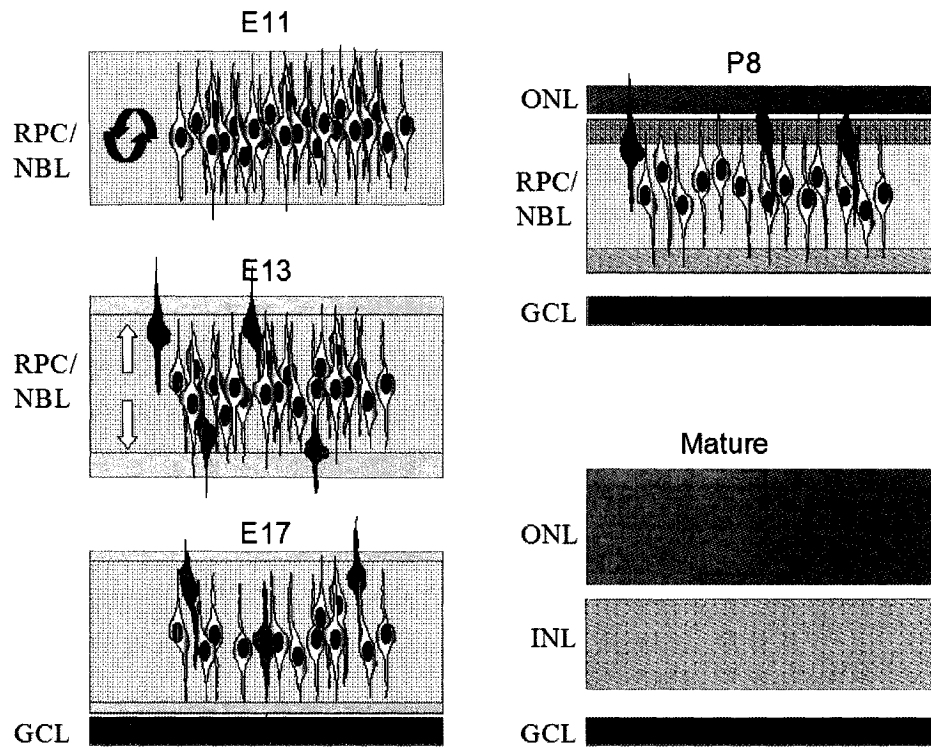 E11
RPC/
NBL
E13
RPC/
NBL
E17
GCL
P8
ONL
RPC/
NBL
GCL
Mature
ONL
INL
GCL